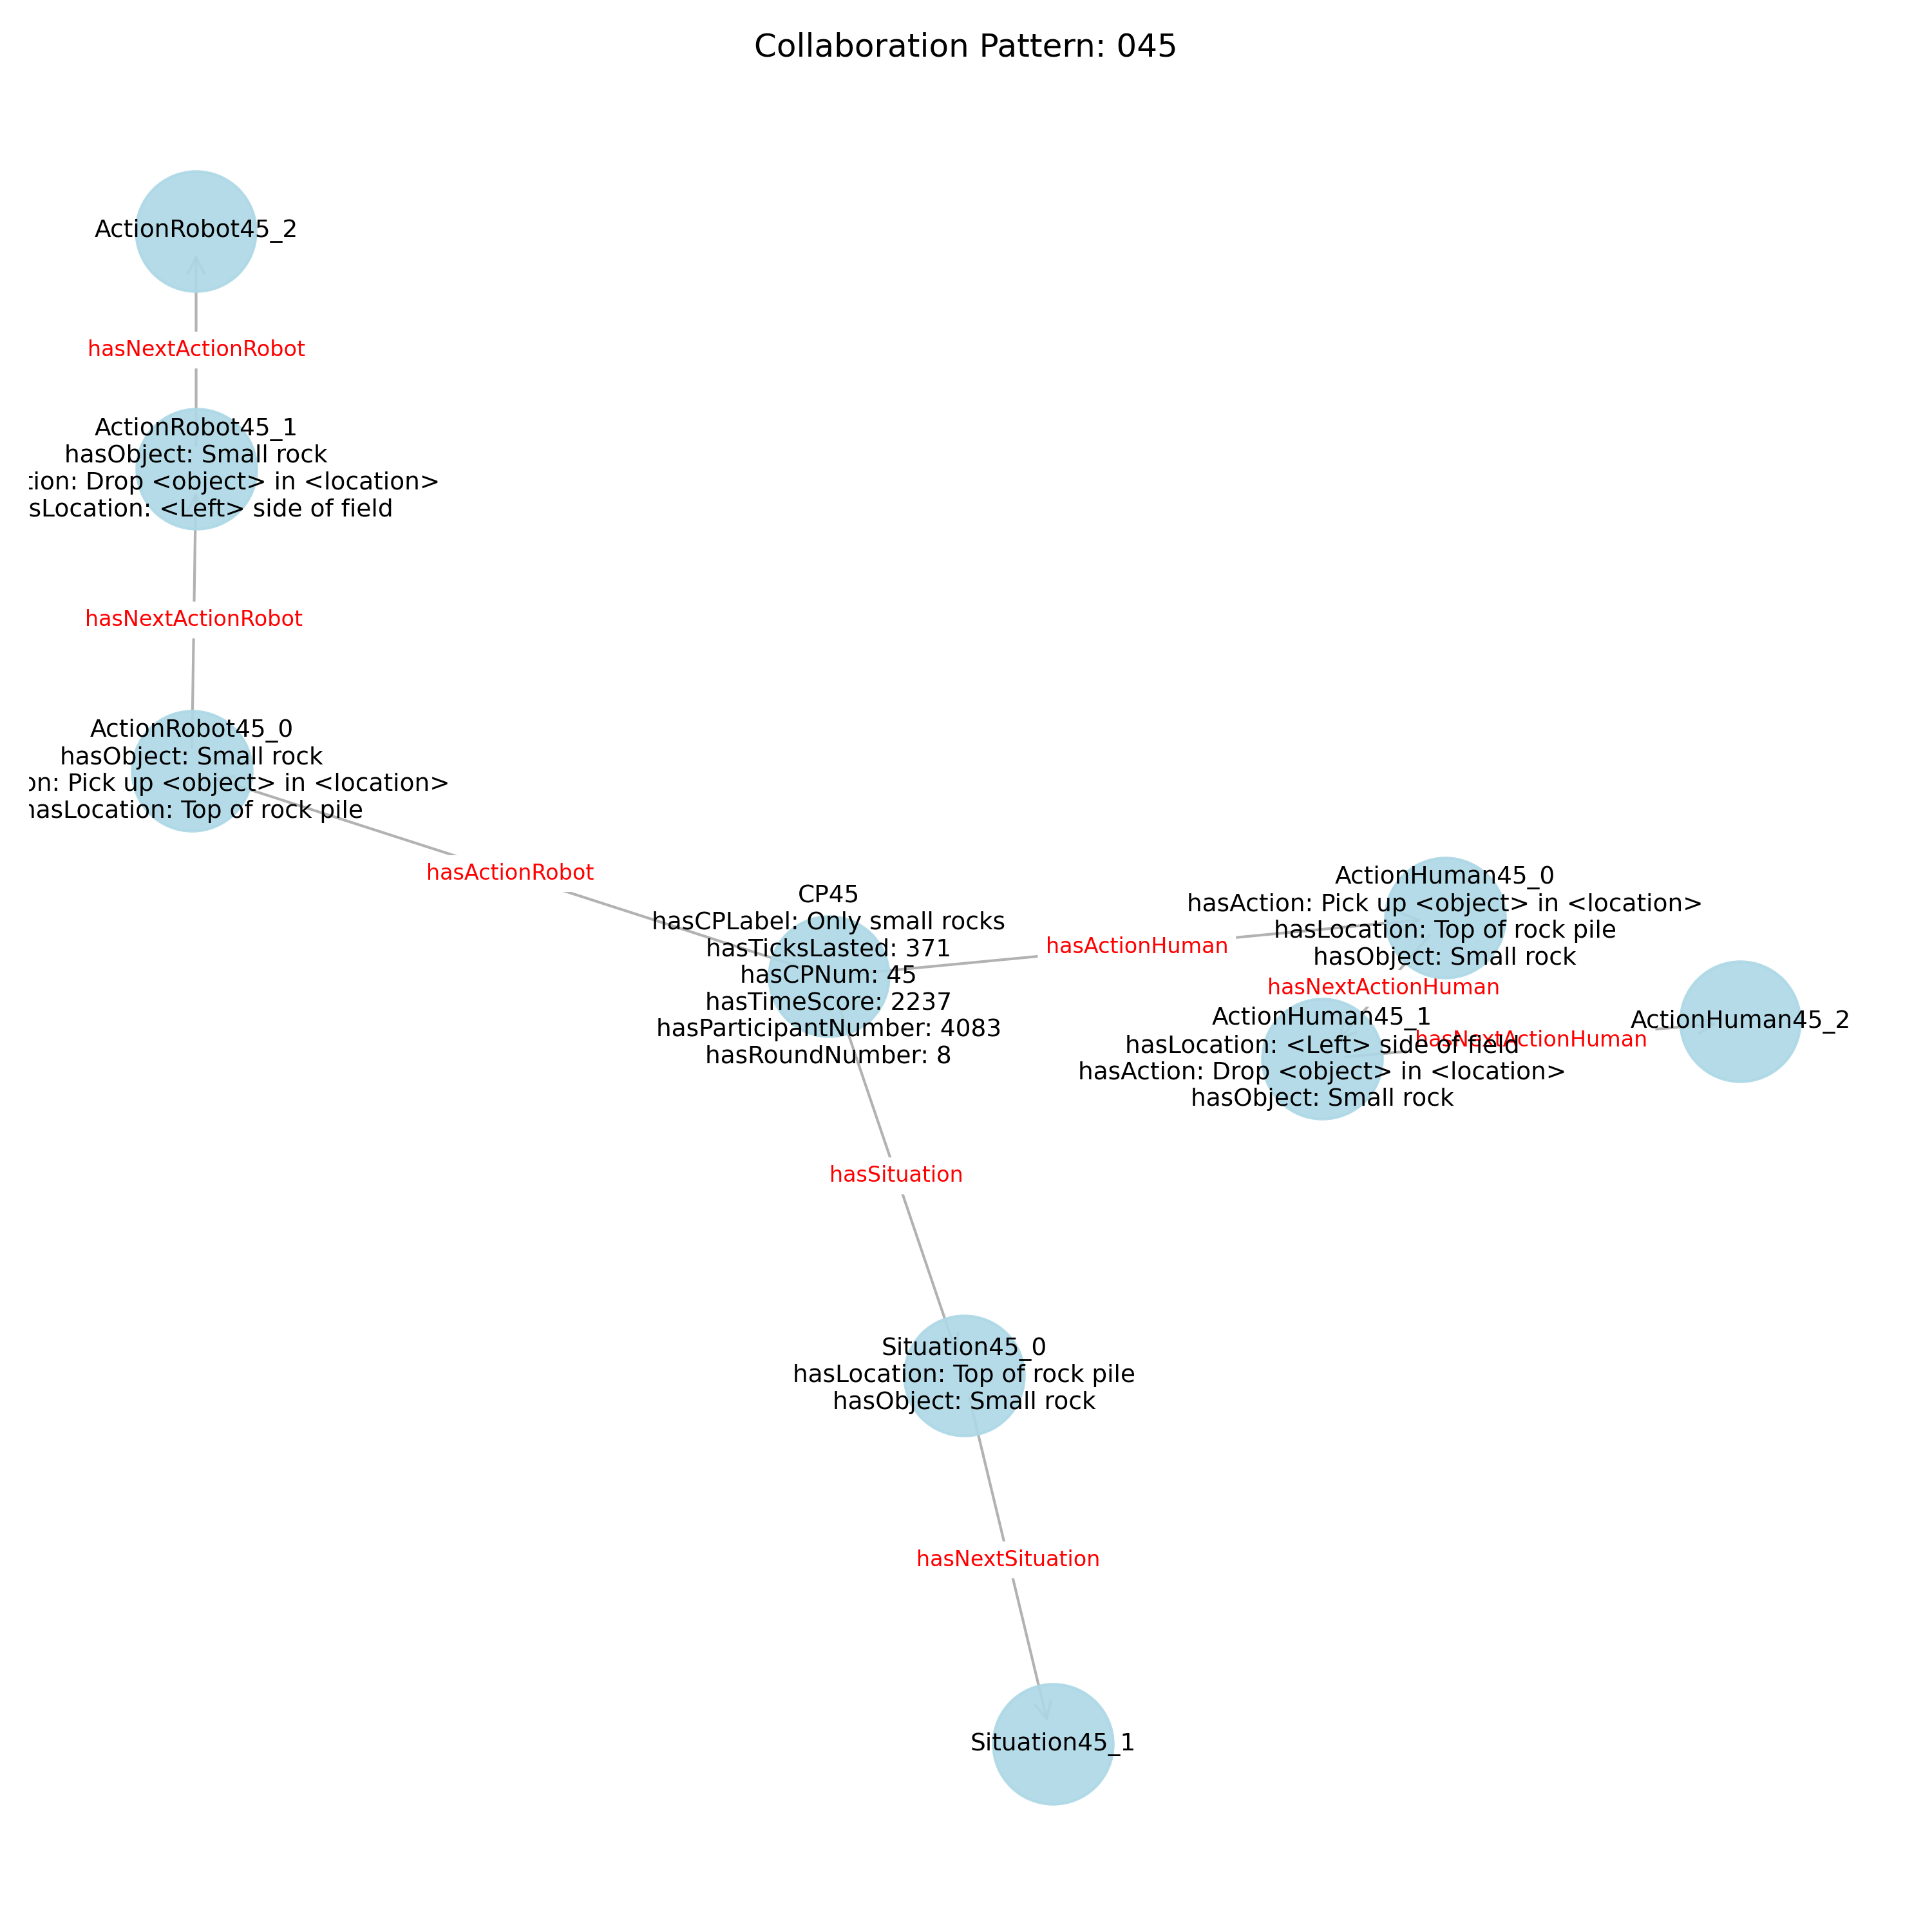 Collaboration Pattern: 045
ActionRobot45_2
hasNextActionRobot
ActionRobot45_1
hasObject: Small rock
tion: Drop <object> in <location>
sLocation: <Left> side of field
hasNextActionRobot
ActionRobot45_0
hasObject: Small rock
on: Pick up <object> in <location>
hasLocation: Top of rock pile
hasActionRobot
CP45
hasCPLabel: Only small rocks
hasTicksLasted: 371
hasCPNum: 45
hasTimeScore: 2237
hasParticipantNumber: 4083
hasRoundNumber: 8
hasActionHuman
ActionHuman45_0
hasAction: Pick up <object> in <location>
hasLocation: Top of rock pile
hasObject: Small rock
hasNextActionHuman
ActionHuman45_1
hasLocation: <Left> side of field
hasAction: Drop <object> in <location>
hasObject: Small rock
hasNextActionHuman
ActionHuman45_2
hasSituation
Situation45_0
hasLocation: Top of rock pile
hasObject: Small rock
hasNextSituation
Situation45_1